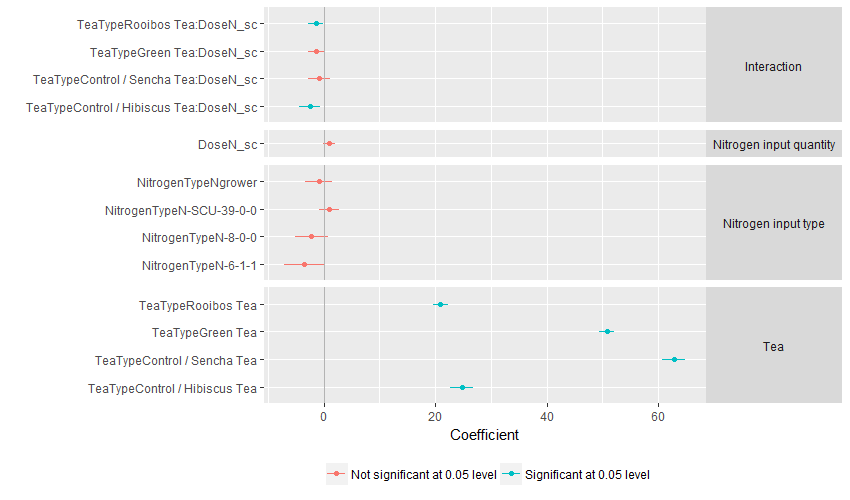 TeaTypeRooibos Tea:DoseN_sc
TeaTypeGreen Tea:DoseN_sc
TeaTypeControl / Sencha Tea:DoseN_sc
TeaTypeControl / Hibiscus Tea:DoseN_sc
Interaction
DoseN_sc
Nitrogen input quantity
NitrogenTypeNgrower
NitrogenTypeN-SCU-39-0-0
NitrogenTypeN-8-0-0
NitrogenTypeN-6-1-1
Nitrogen input type
TeaTypeRooibos Tea
TeaTypeGreen Tea
TeaTypeControl / Sencha Tea
TeaTypeControl / Hibiscus Tea
Tea
0 20 40 60
Coefficient
Not significant at 0.05 level Significant at 0.05 level